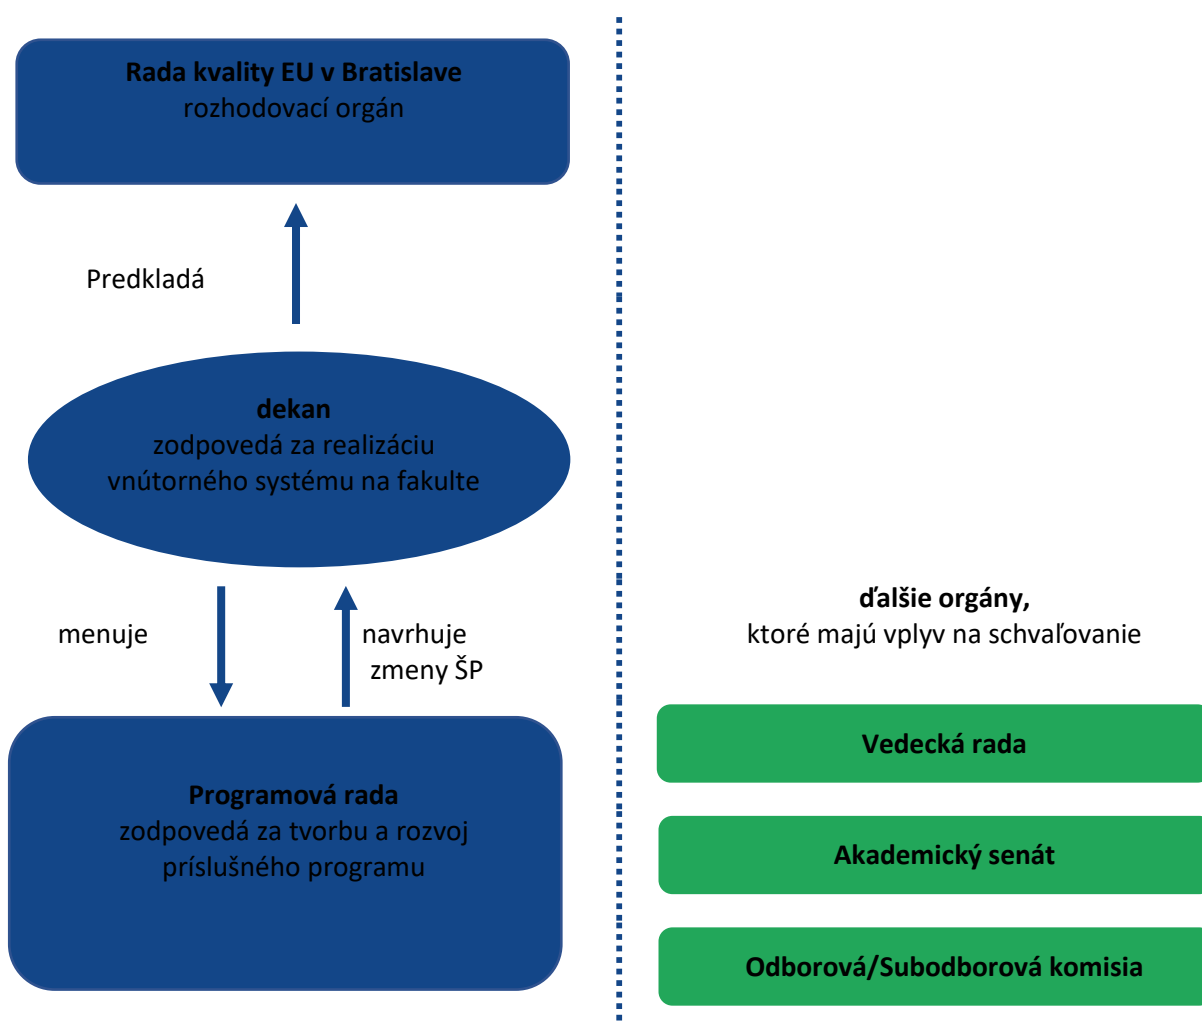 Rada kvality EU v Bratislave
rozhodovací orgán
Predkladá
dekan
zodpovedá za realizáciu
vnútorného systému na fakulte
menuje
navrhuje
zmeny ŠP
Programová rada
zodpovedá za tvorbu a rozvoj
príslušného programu
ďalšie orgány,
ktoré majú vplyv na schvaľovanie
Vedecká rada
Akademický senát
Odborová/Subodborová komisia